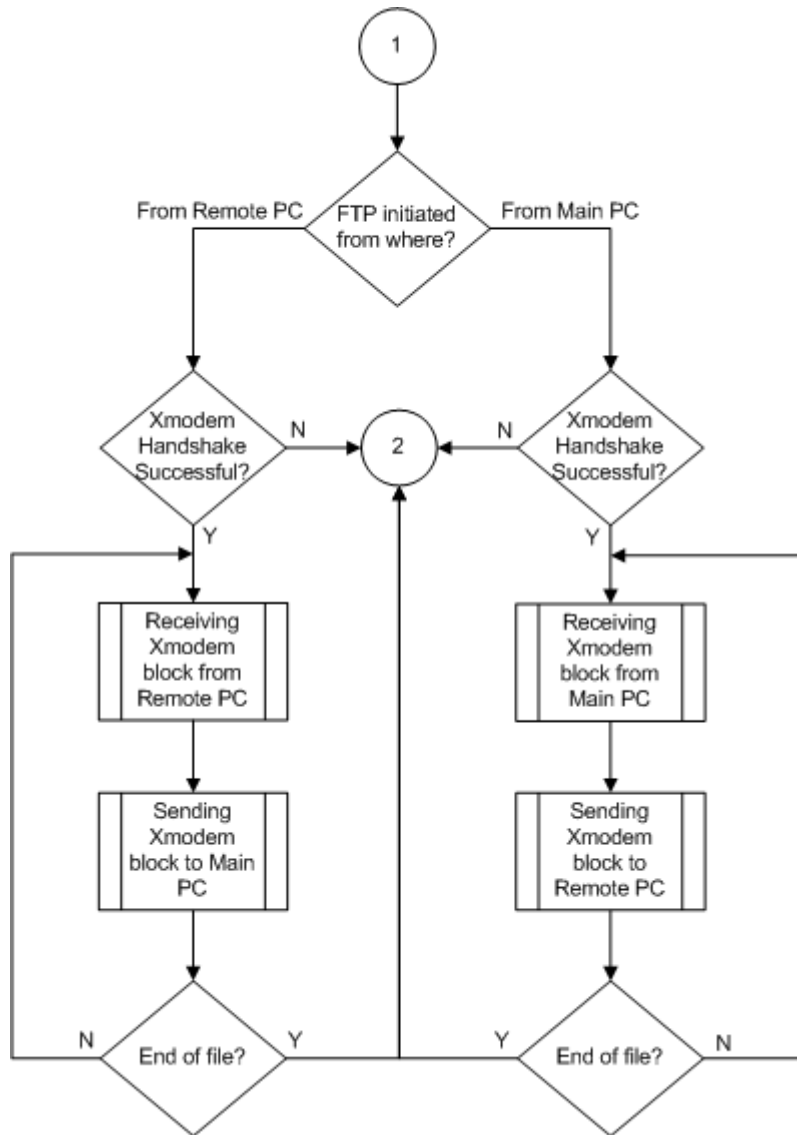 1
FTP initiated
from where?
From Remote PC
From Main PC
Xmodem
Handshake
Successful?
N
Y
2
Xmodem
Handshake
Successful?
N
Y
Receiving
Xmodem
block from
Remote PC
Receiving
Xmodem
block from
Main PC
Sending
Xmodem
block to Main
PC
Sending
Xmodem
block to
Remote PC
N
End of file?
Y
Y
End of file?
N